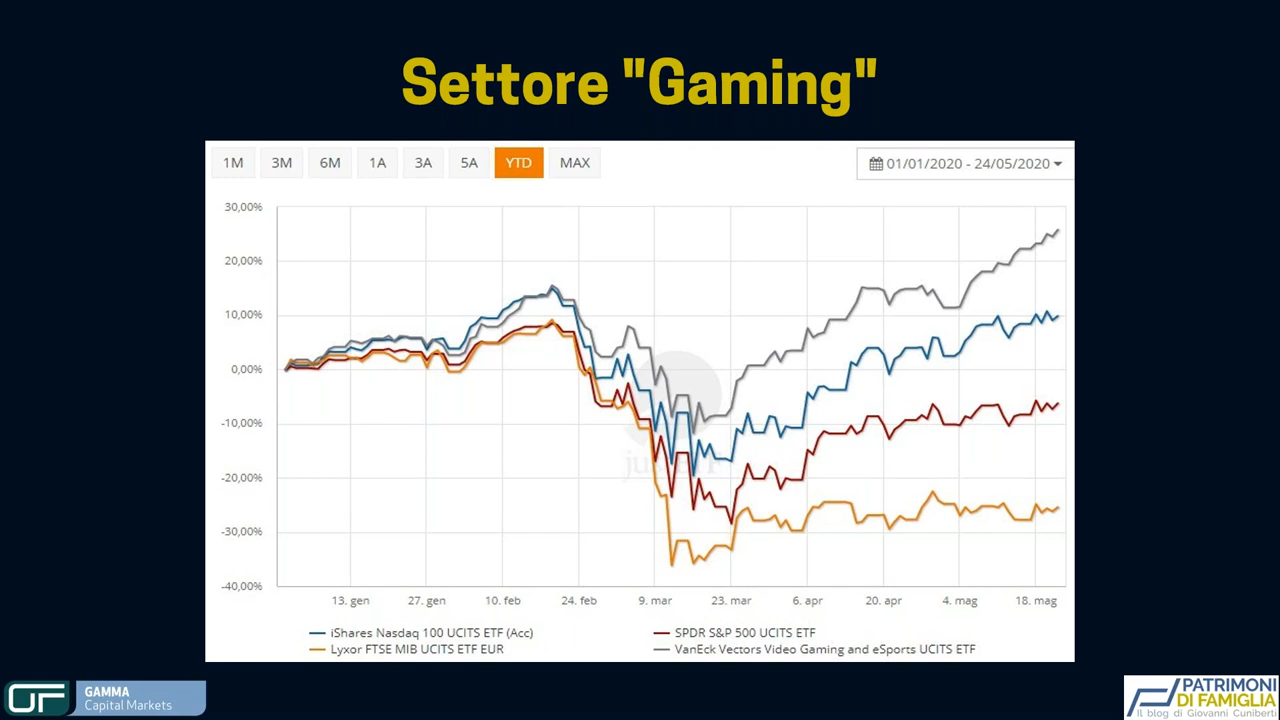 Settore "Gaming"
1M 3M 6M 1A 3A 5A YTD MAX 01/01/2020 - 24/05/2020
30,00%
20,00%
10,00%
0,00%
-10,00%
-20,00%
-30,00%
-40,00%
13. gen 27. gen 10. feb 24. feb 9. mar 23. mar 6. apr 20. apr 4. mag 18. mag
iShares Nasdaq 100 UCITS ETF (Acc) SPDR S&P 500 UCITS ETF
Lyxor FTSE MIB UCITS ETF EUR VanEck Vectors Video Gaming and eSports UCITS ETF
GAMMA
Capital Markets
PATRIMONI
DI FAMIGLIA
Il blog di Giovanni Cuniberti